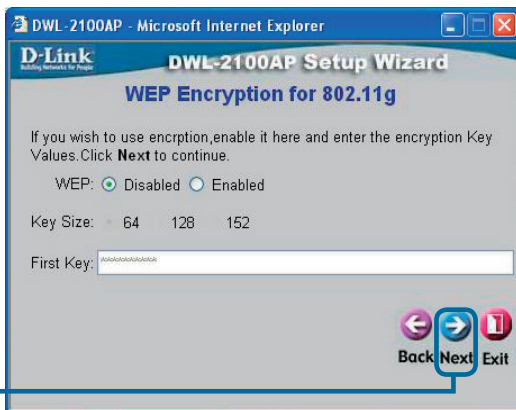 DWL-2100AP - Microsoft Internet Explorer
D-Link
Building Networks for People
DWL-2100AP Setup Wizard
WEP Encryption for 802.11g
If you wish to use encrption,enable it here and enter the encryption Key
Values.Click Next to continue.
WEP: Disabled Enabled
Key Size: 64 128 152
First Key: *************
Back Next Exit